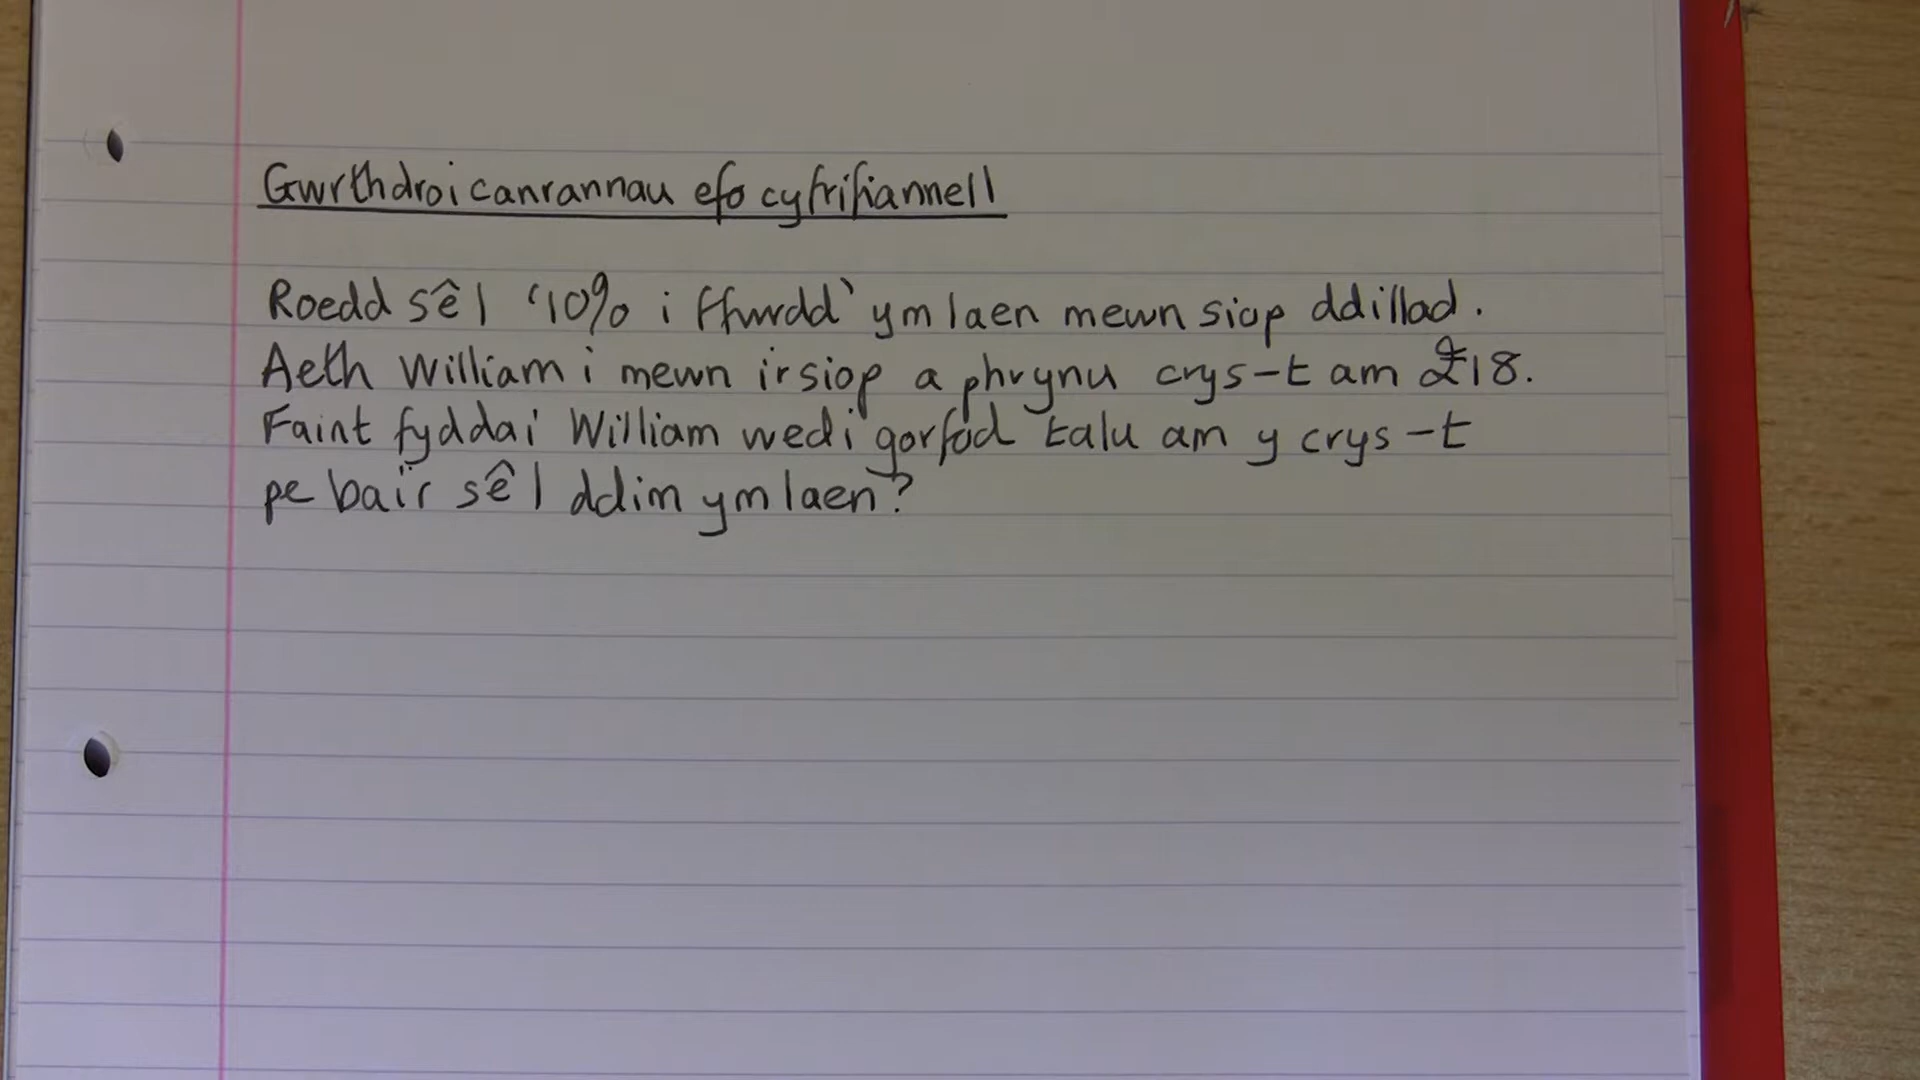 Gwrthdroi canrannau efo cyfrifiannell
Roedd sêl '10% i ffwrdd' ymlaen mewn siop ddillad.
Aeth William i mewn i'r siop a phrynu crys-t am £18.
Faint fyddai William wedi gorfod talu am y crys-t
pe bai'r sêl ddim ymlaen?